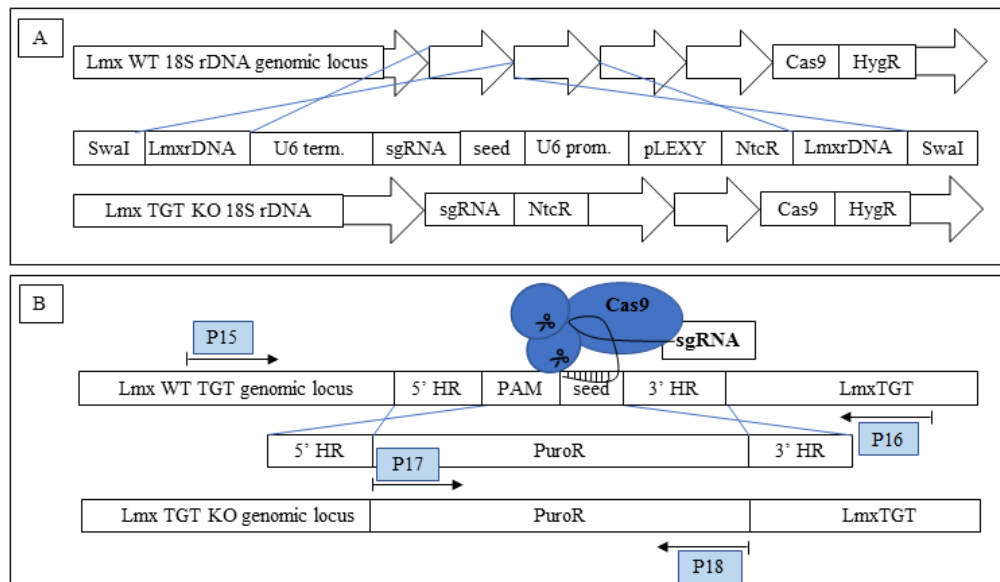 A
Lmx WT 18S rDNA genomic locus Cas9 HygR
SwaI LmxrDNA U6 term. sgRNA seed U6 prom. pLEXY NtcR LmxrDNA SwaI
Lmx TGT KO 18S rDNA sgRNA NtcR Cas9 HygR
B
Cas9
P15 sgRNA
Lmx WT TGT genomic locus 5’ HR PAM seed 3’ HR LmxTGT
P16
5’ HR PuroR 3’ HR
P17
Lmx TGT KO genomic locus PuroR LmxTGT
P18